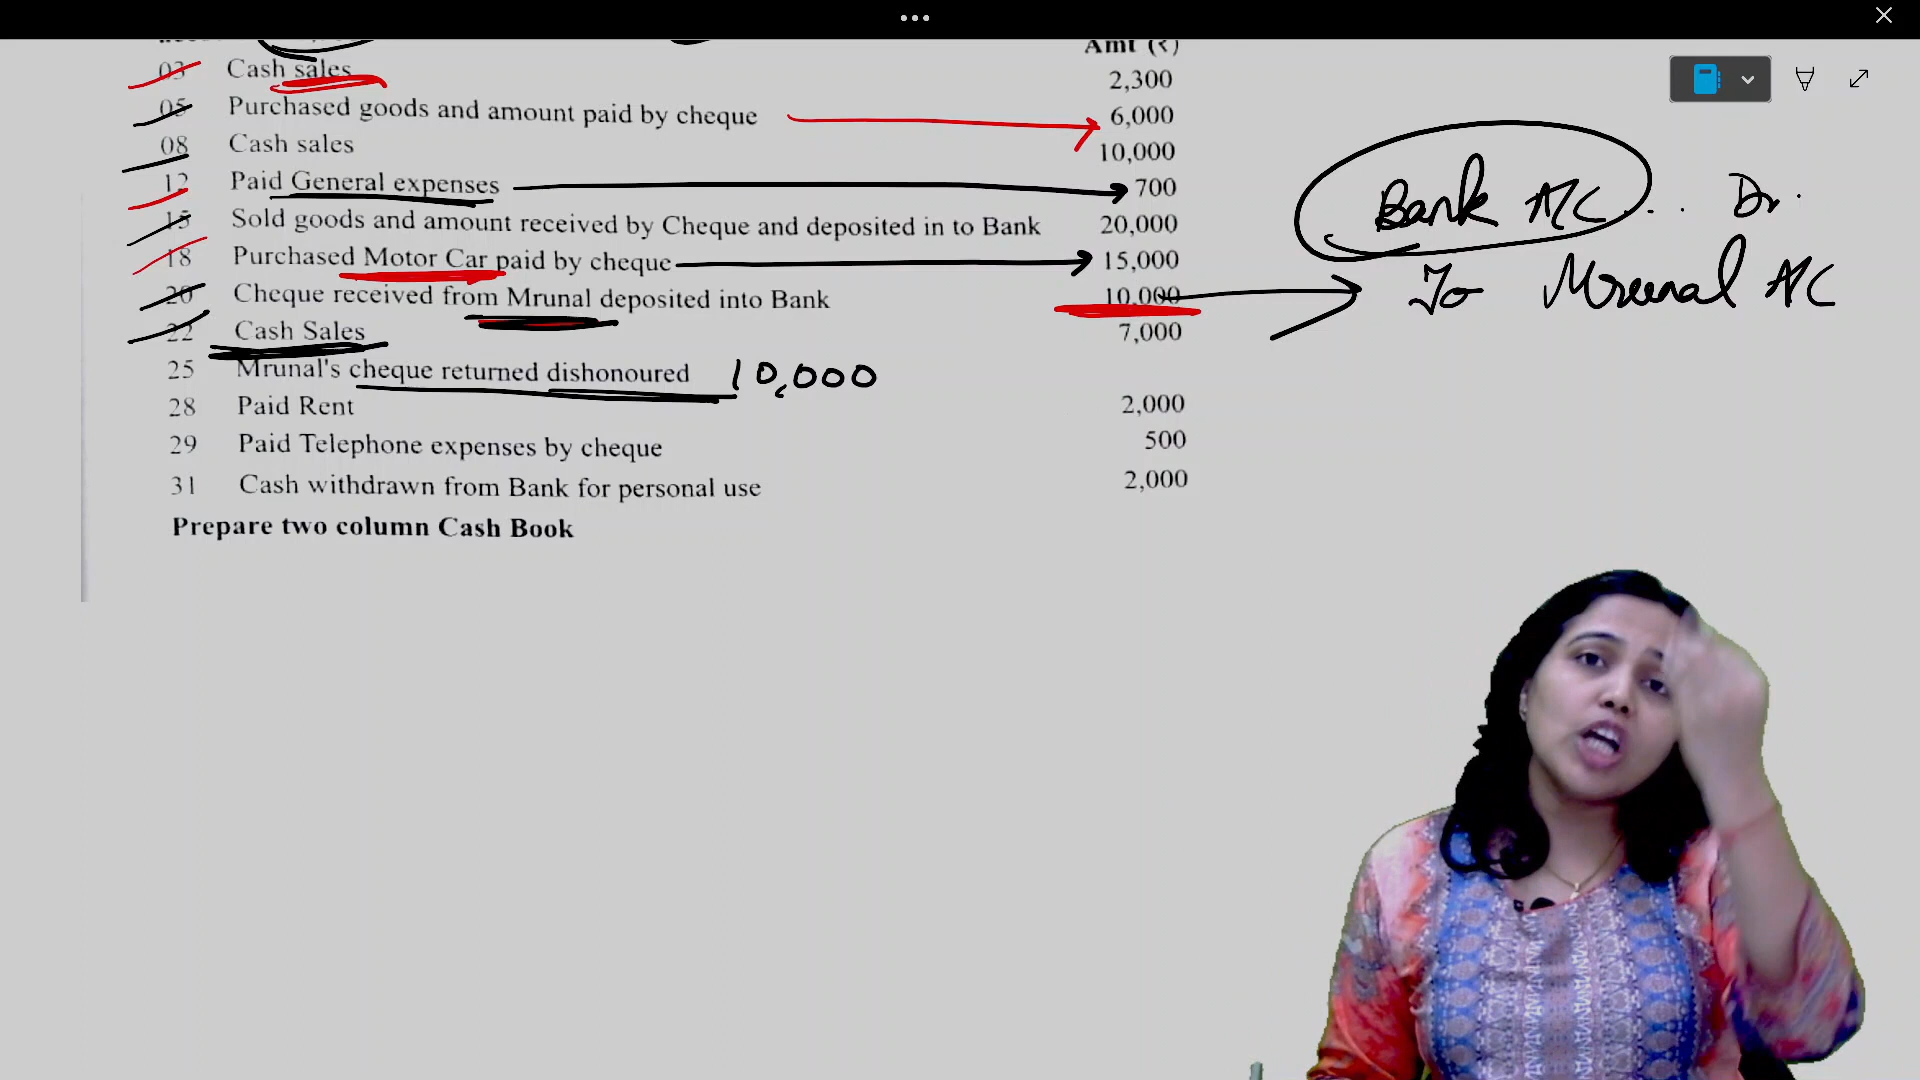 Amt (₹)
03 Cash sales 2,300
05 Purchased goods and amount paid by cheque 6,000
08 Cash sales 10,000
12 Paid General expenses 700
15 Sold goods and amount received by Cheque and deposited in to Bank 20,000
18 Purchased Motor Car paid by cheque 15,000
20 Cheque received from Mrunal deposited into Bank 10,000
22 Cash Sales 7,000
25 Mrunal's cheque returned dishonoured 10,000
28 Paid Rent 2,000
29 Paid Telephone expenses by cheque 500
31 Cash withdrawn from Bank for personal use 2,000
Prepare two column Cash Book
Bank A/C... Dr.
To Mrunal A/C